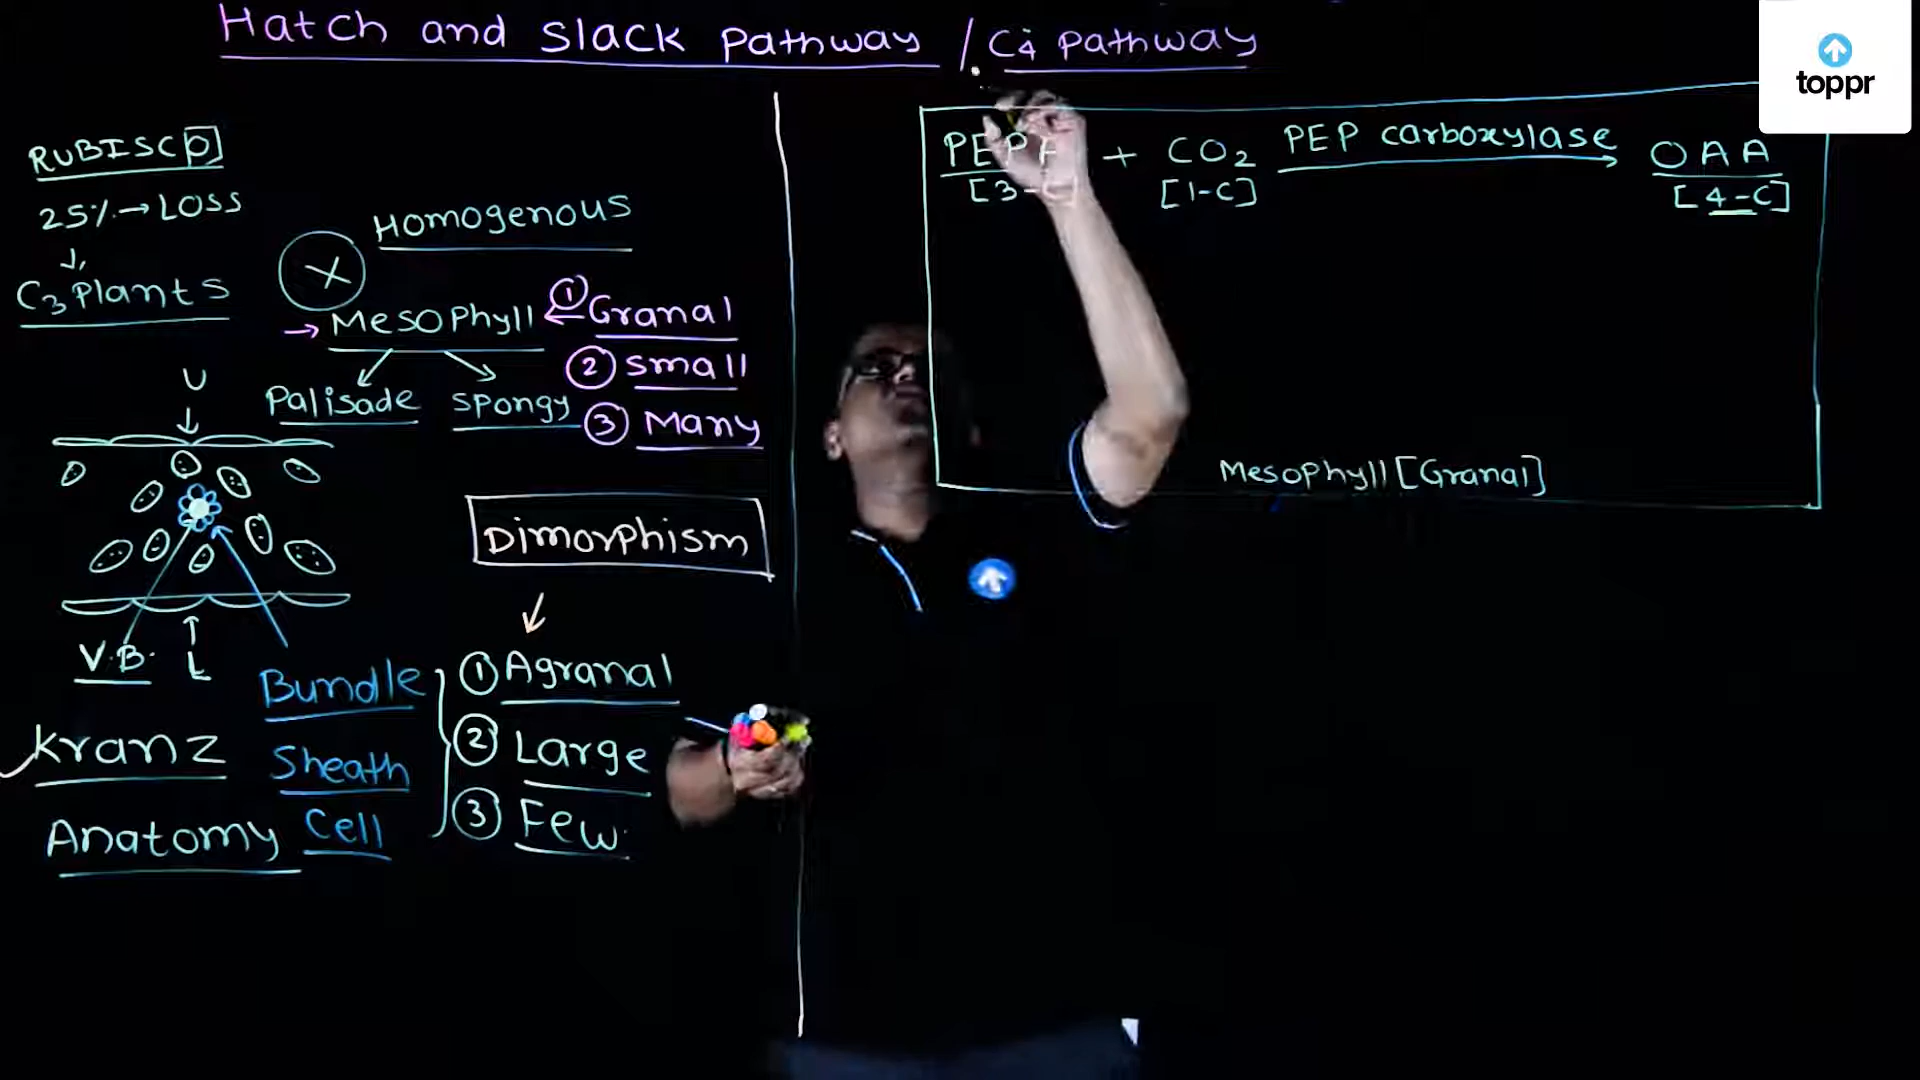 Hatch and Slack Pathway / C4 Pathway
toppr
RUBISCO
25% → LOSS
C3 Plants
Homogenous
X
→ Mesophyll
Palisade
Spongy
① Granal
② Small
③ Many
U
V.B.
L
Bundle
Sheath
Cell
Kranz
Anatomy
Dimorphism
① Agranal
② Large
③ Few
+ CO2 PEP carboxylase OAA
[3-C] [1-C] [4-C]
Mesophyll [Granal]